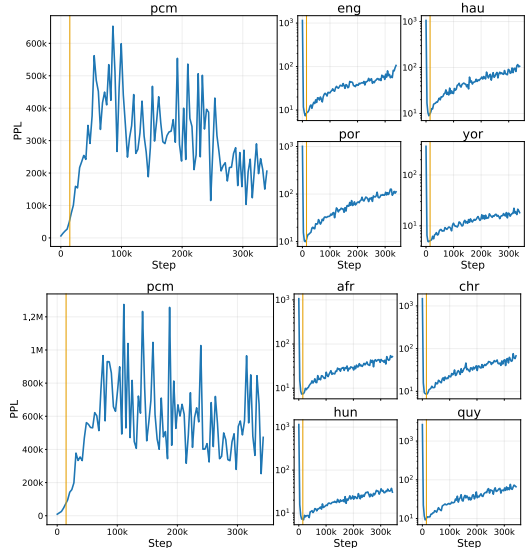 pcm
600k
500k
400k
300k
200k
100k
0
PPL
0 100k 200k 300k
Step
eng
10³
10²
10¹
hau
10³
10²
10¹
por
10³
10²
10¹
0 100k 200k 300k
Step
yor
10³
10²
10¹
0 100k 200k 300k
Step
pcm
1,2M
1M
800k
600k
400k
200k
0
PPL
0 100k 200k 300k
Step
afr
10³
10²
10¹
chr
10³
10²
10¹
hun
10³
10²
10¹
0 100k 200k 300k
Step
quy
10³
10²
10¹
0 100k 200k 300k
Step